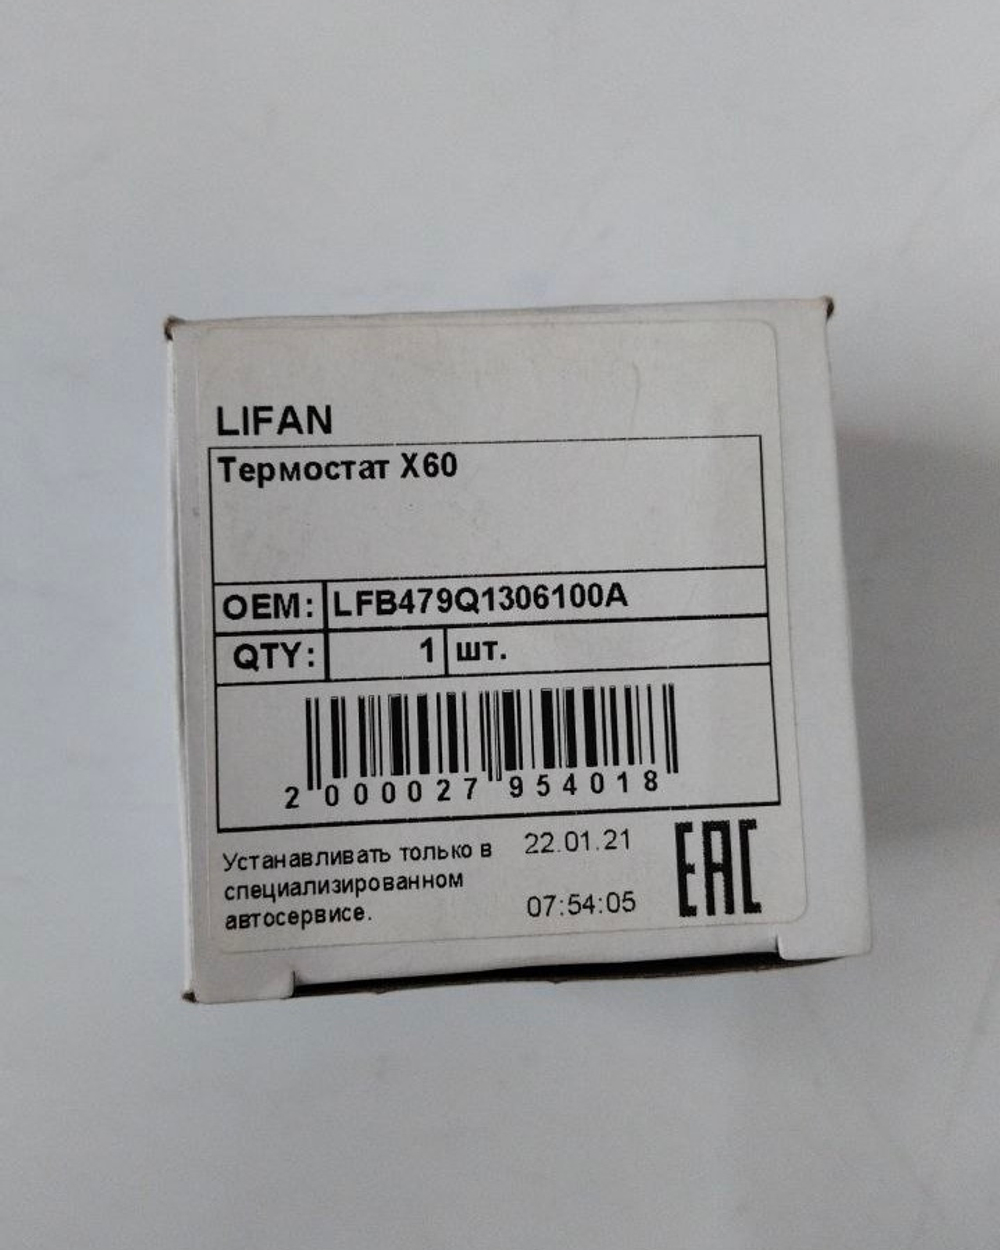 LIFAN
Термостат X60
OEM: LFB479Q1306100A
QTY: 1 шт.
2 000027 954018
Устанавливать только в
специализированном
автосервисе.
22.01.21
07:54:05
EAC